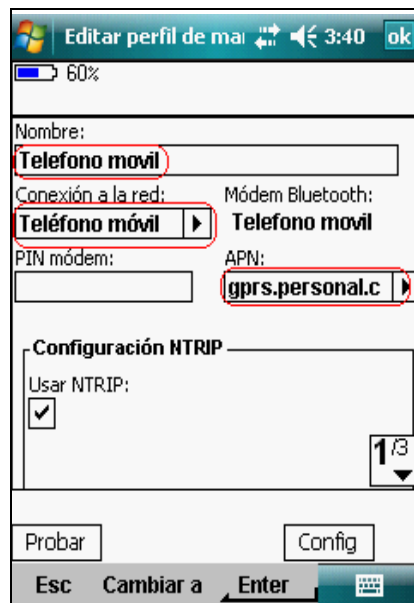 Editar perfil de mai 3:40 ok
60%
Nombre:
Telefono movil
Conexión a la red: Módem Bluetooth:
Teléfono móvil Telefono movil
PIN módem: APN:
gprs.personal.c
Configuración NTRIP
Usar NTRIP:
1/3
Probar Config
Esc Cambiar a Enter